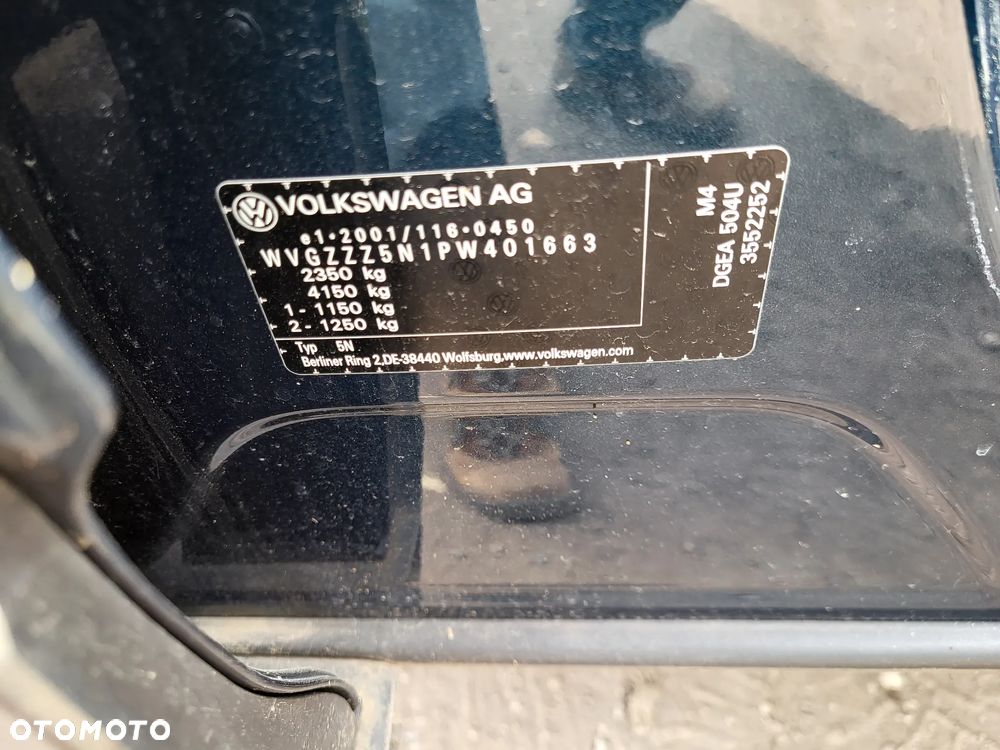 VOLKSWAGEN AG
e1*2001/116*0450
WVGZZZ5N1PW401663
2350 kg
4150 kg
1 - 1150 kg
2 - 1250 kg
Typ 5N
Berliner Ring 2,DE-38440 Wolfsburg,www.volkswagen.com
M4
DGEA 504U
3552252
OTOMOTO